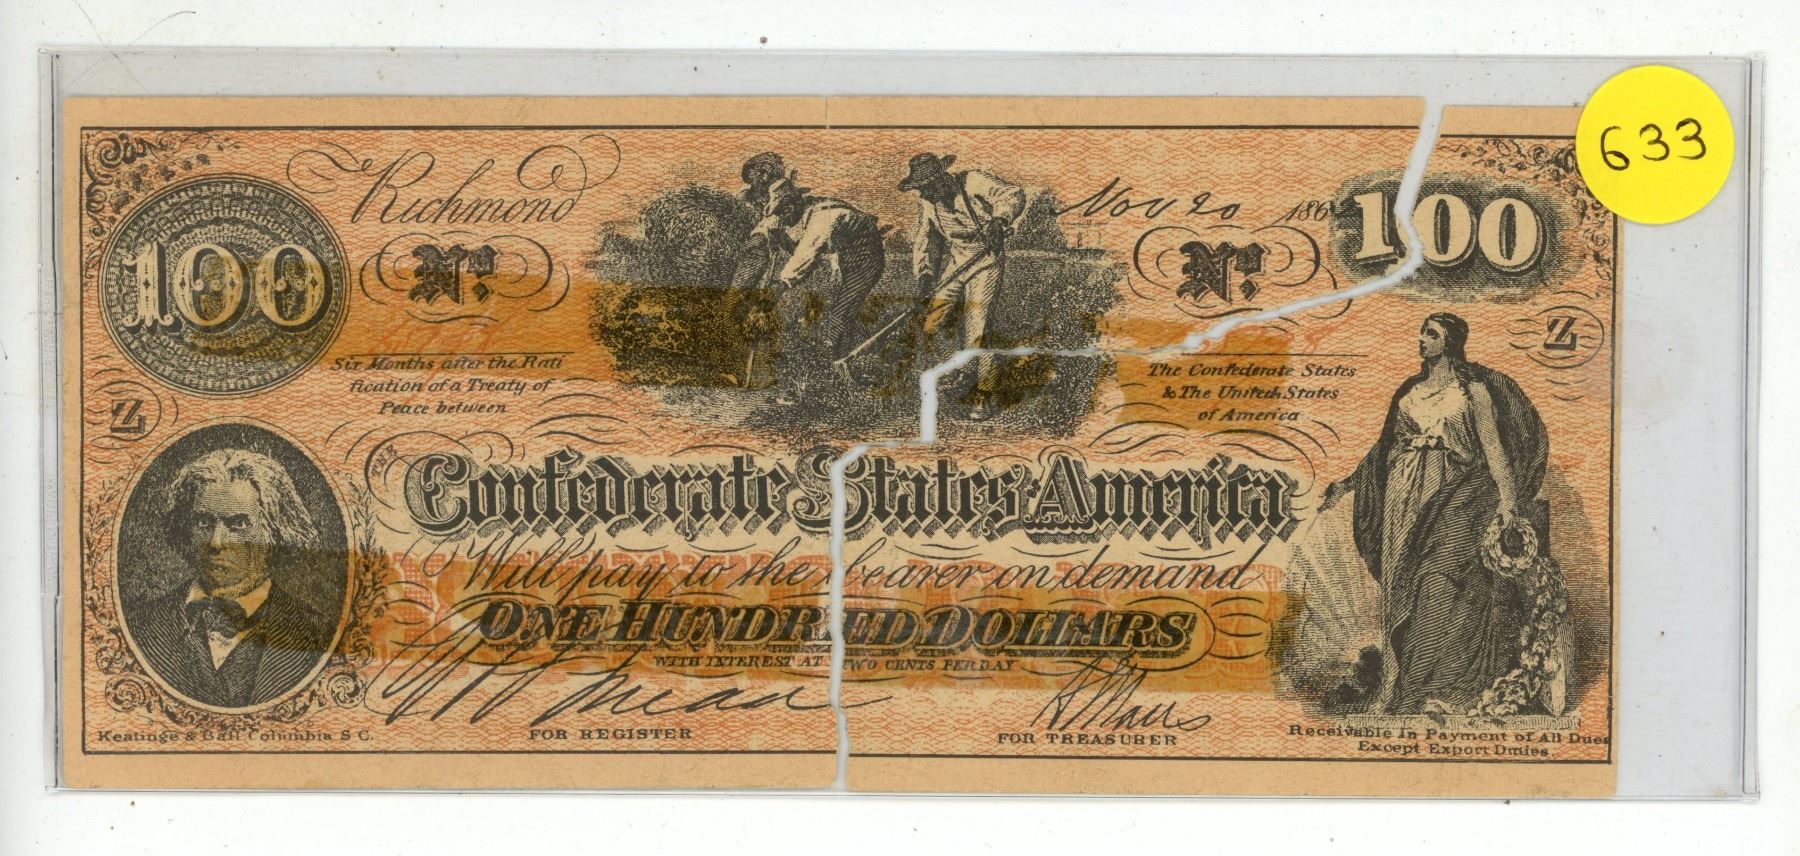 633
Richmond
Nov 20 186
100
100
No.
No.
Six Months after the Rati
fication of a Treaty of
Peace between
The Confederate States
& The United States
of America
Z
Z
THE
Confederate States America
Will pay to the bearer on demand
ONE HUNDRED DOLLARS
WITH INTEREST AT TWO CENTS PER DAY
Keatinge & Ball Columbia S C.
FOR REGISTER
FOR TREASURER
Receivable In Payment of All Dues
Except Export Duties